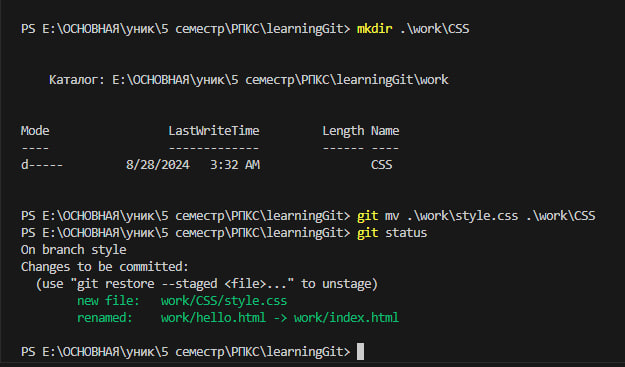 PS E:\ОСНОВНАЯ\уник\5 семестр\РПКС\learningGit> mkdir .\work\CSS
Каталог: E:\ОСНОВНАЯ\уник\5 семестр\РПКС\learningGit\work
Mode                 LastWriteTime         Length Name
----                 -------------         ------ ----
d-----         8/28/2024   3:32 AM                CSS
PS E:\ОСНОВНАЯ\уник\5 семестр\РПКС\learningGit> git mv .\work\style.css .\work\CSS
PS E:\ОСНОВНАЯ\уник\5 семестр\РПКС\learningGit> git status
On branch style
Changes to be committed:
  (use "git restore --staged <file>..." to unstage)
        new file:   work/CSS/style.css
        renamed:    work/hello.html -> work/index.html
PS E:\ОСНОВНАЯ\уник\5 семестр\РПКС\learningGit>